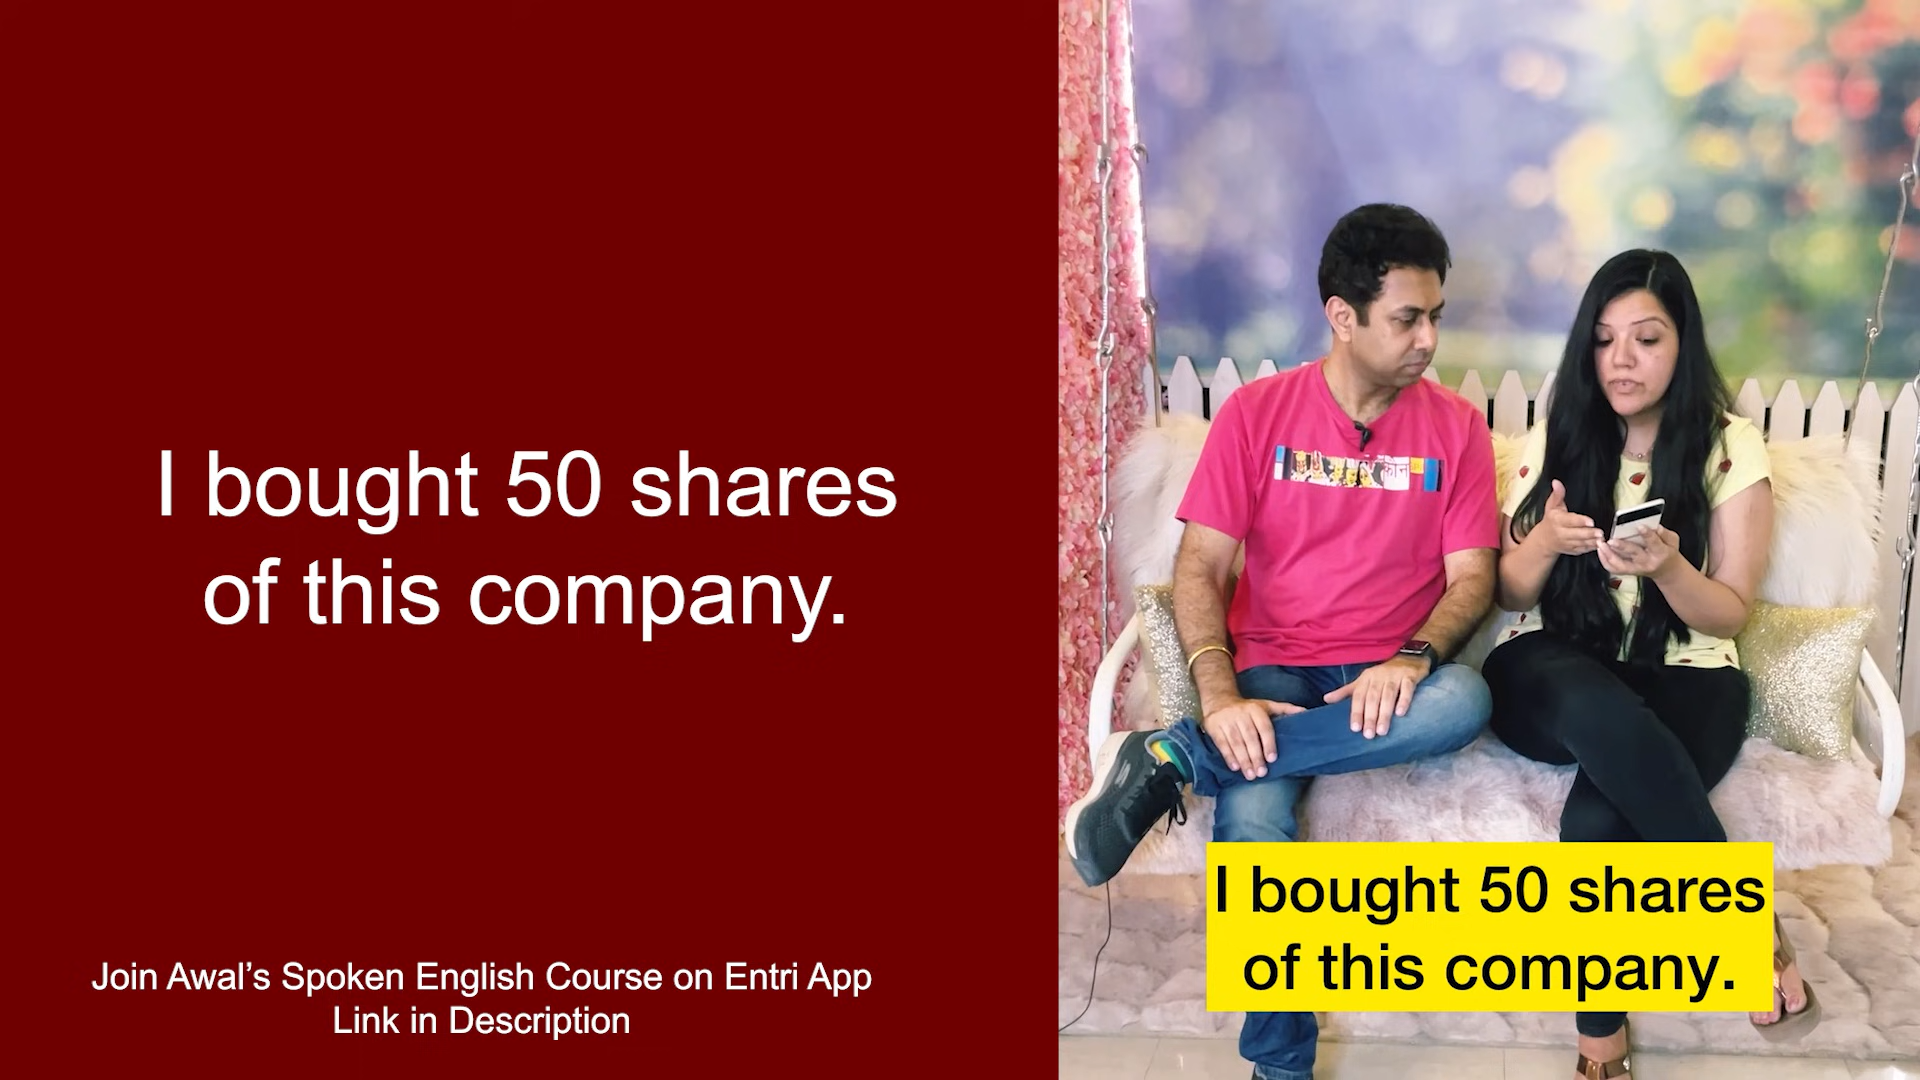 I bought 50 shares
of this company.
Join Awal’s Spoken English Course on Entri App
Link in Description
I bought 50 shares
of this company.